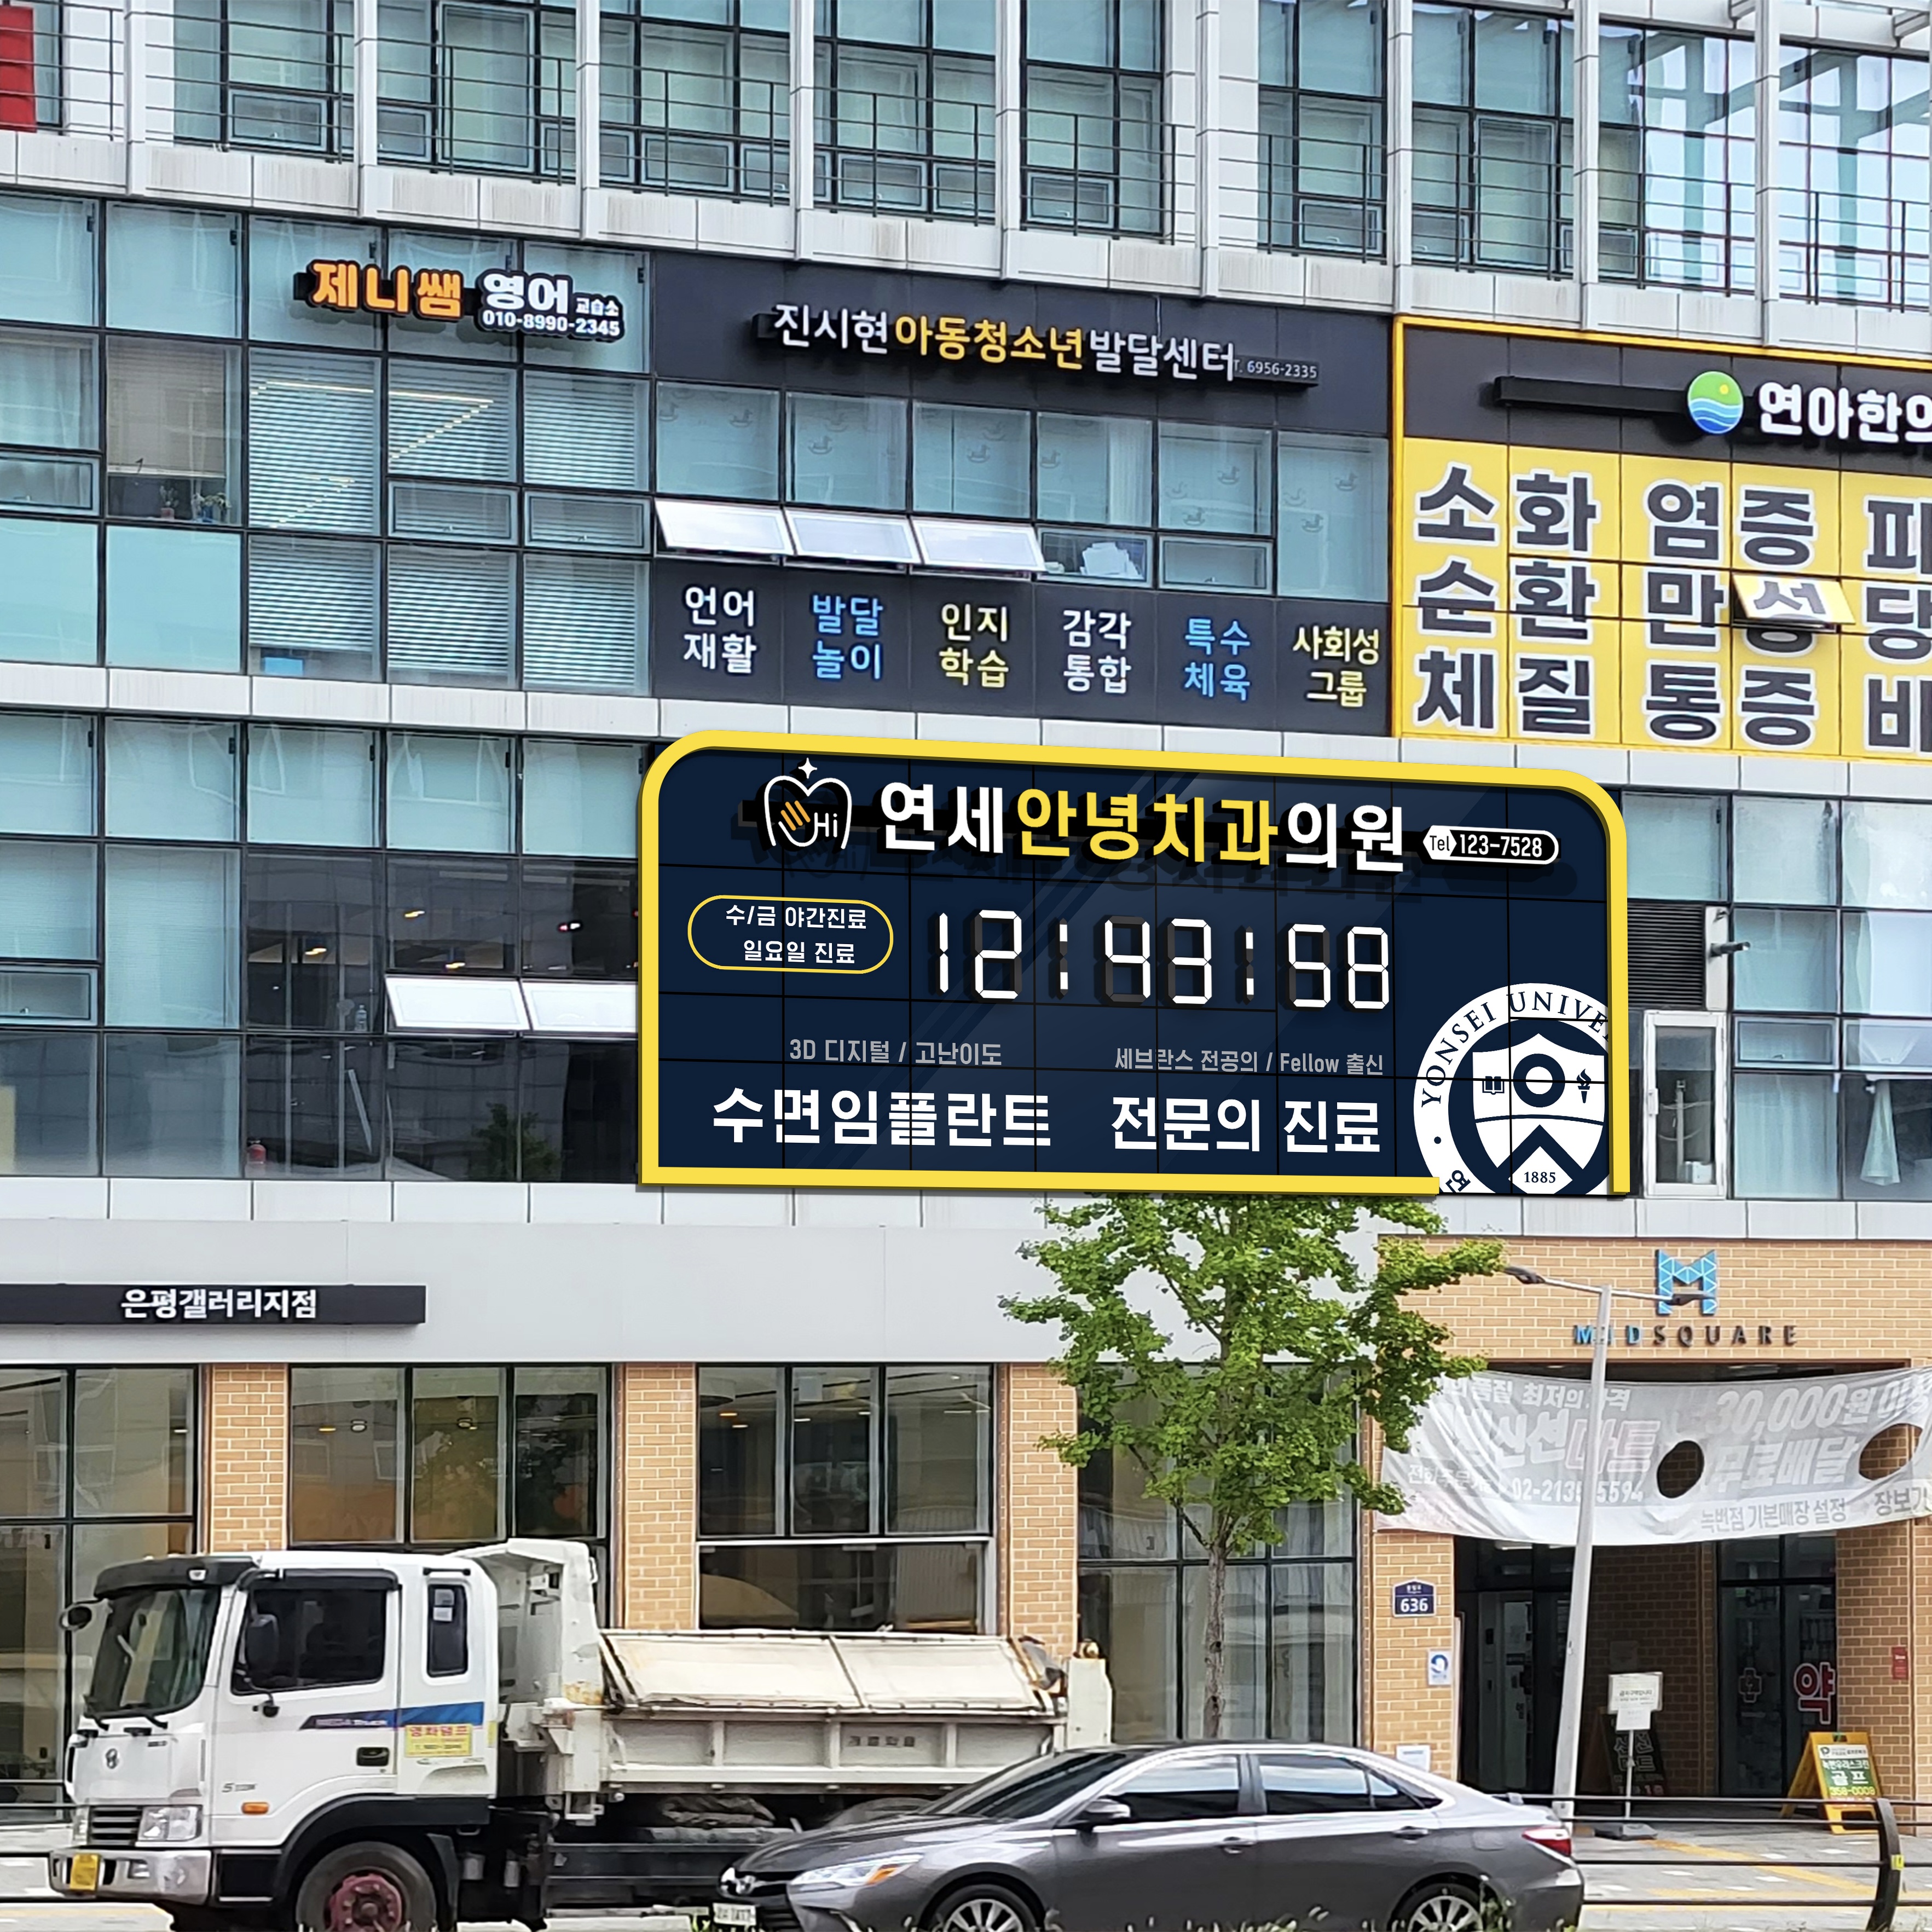 제니쌤 영어 교습소
010-8990-2345
진시현아동청소년발달센터 T. 6956-2335
연아한의
소화 염증
순환 만성
체질 통증
언어 재활
발달 놀이
인지 학습
감각 통합
특수 체육
사회성 그룹
Hi
연세안녕치과의원
Tel 123-7528
수/금 야간진료
일요일 진료
12:43:58
3D 디지털 / 고난이도
수면임플란트
세브란스 전공의 / Fellow 출신
전문의 진료
YONSEI UNIVE
1885
은평갤러리지점
MEDSQUARE
최저의
30,000원
신선마트
무료배달
녹번점 기본매장 설정
636
약
골프